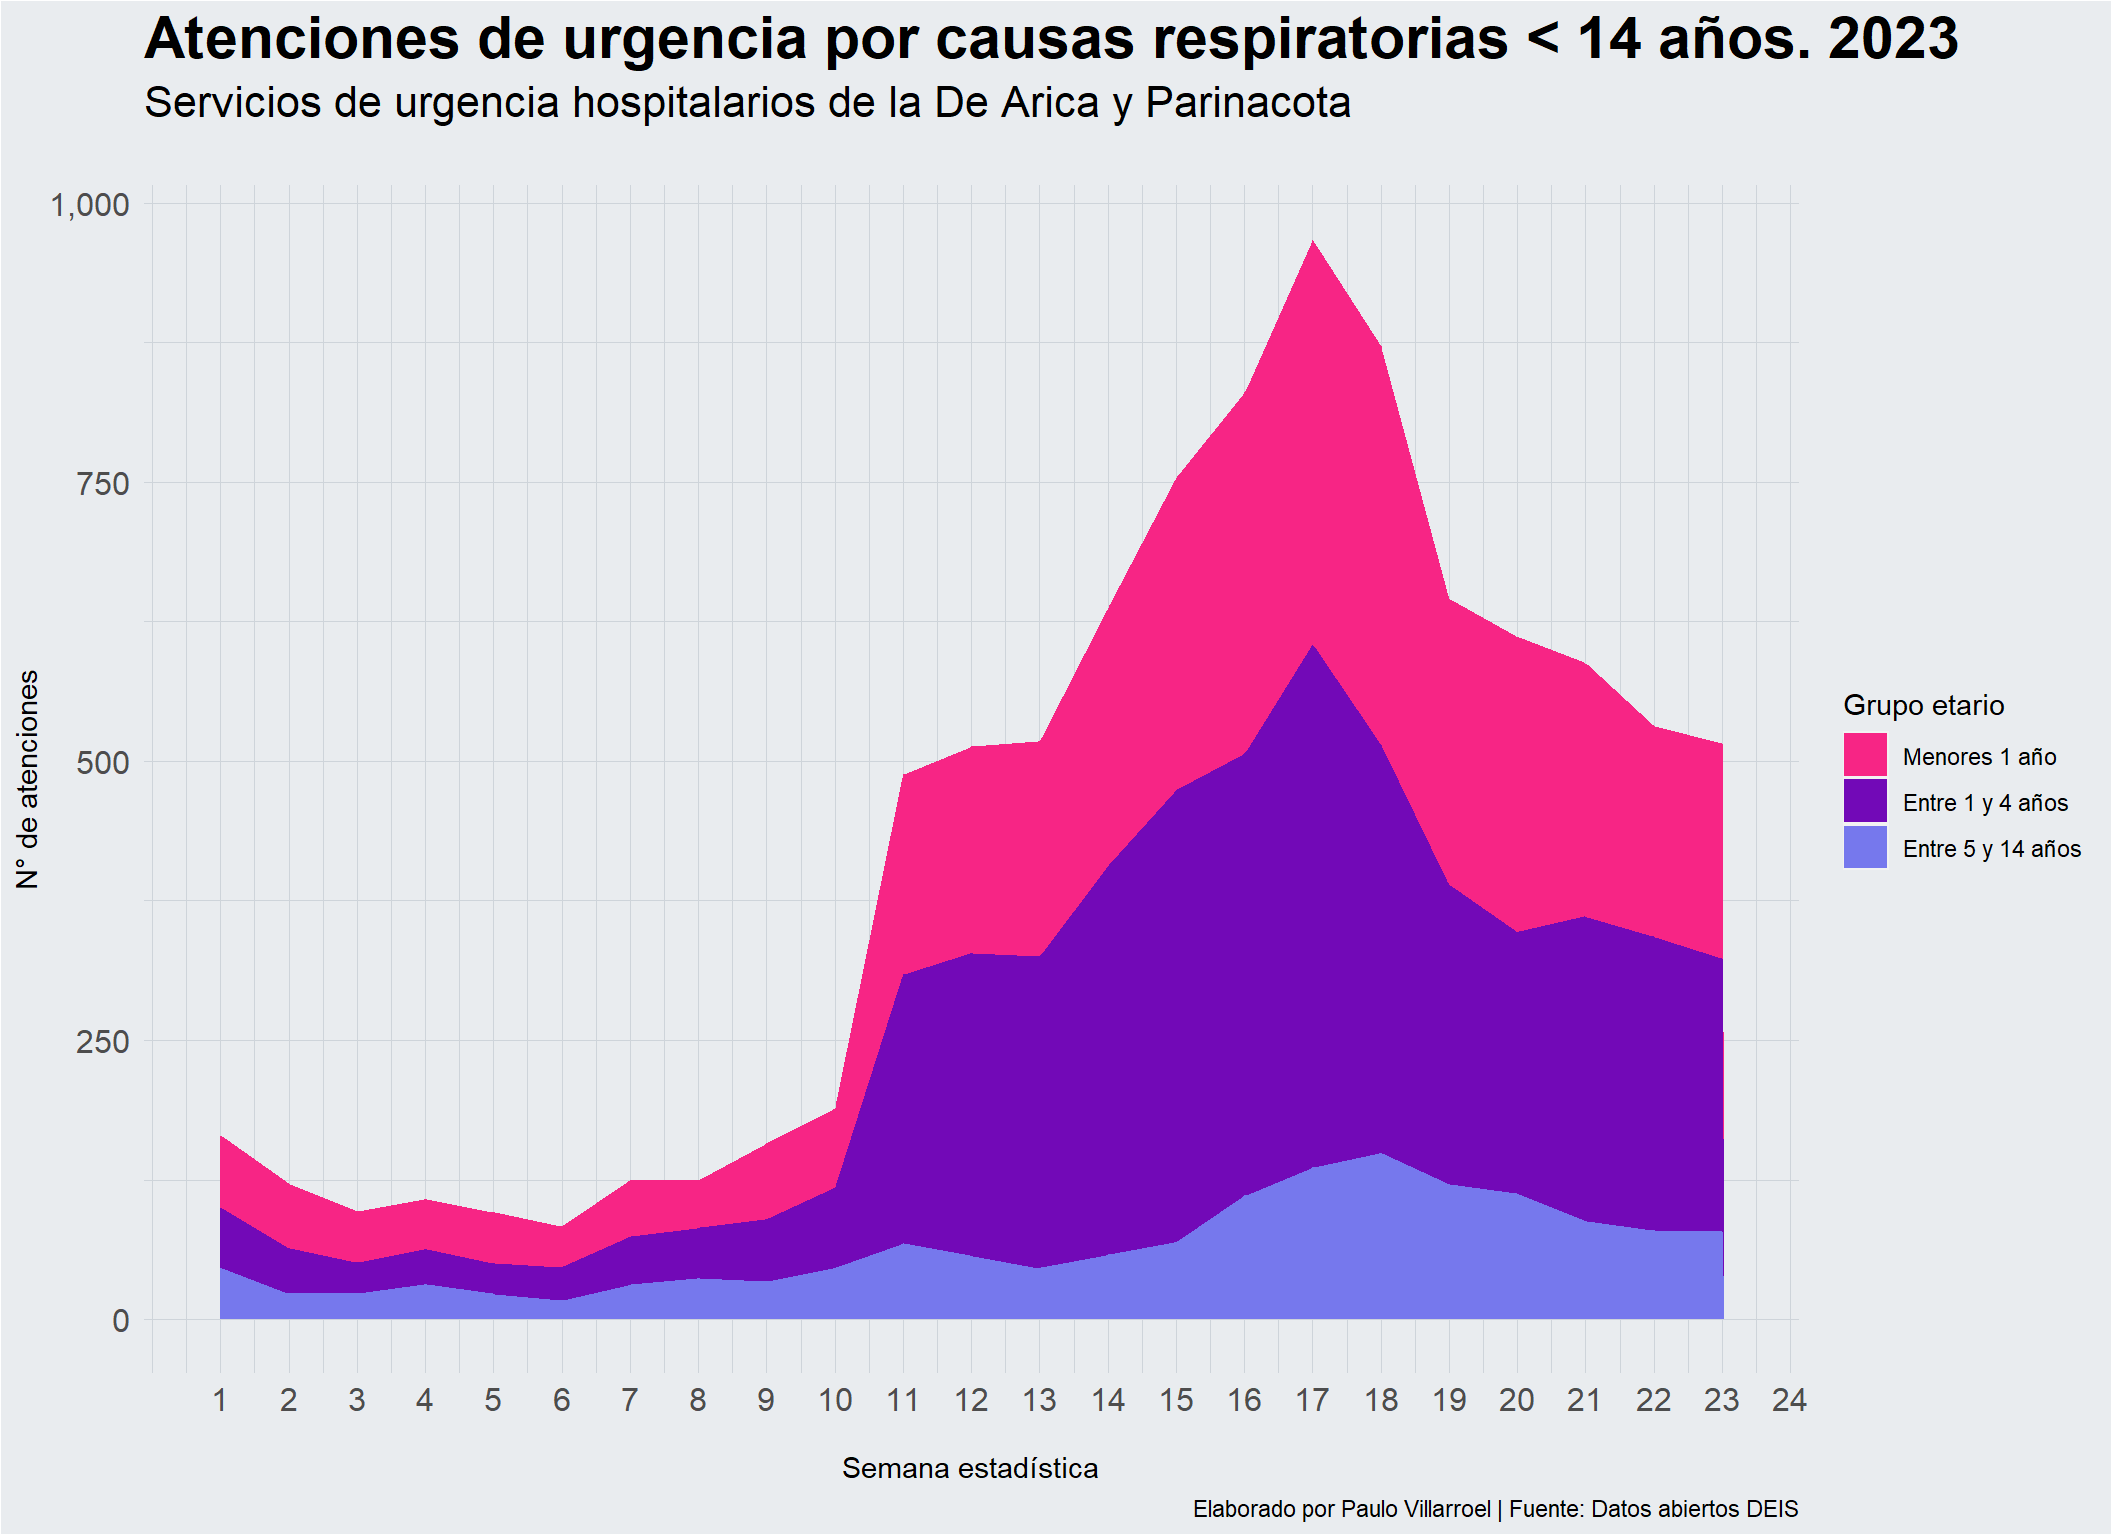 Atenciones de urgencia por causas respiratorias < 14 años. 2023
Servicios de urgencia hospitalarios de la De Arica y Parinacota
1,000
750
500
250
0
N° de atenciones
1 2 3 4 5 6 7 8 9 10 11 12 13 14 15 16 17 18 19 20 21 22 23 24
Semana estadística
Grupo etario
Menores 1 año
Entre 1 y 4 años
Entre 5 y 14 años
Elaborado por Paulo Villarroel | Fuente: Datos abiertos DEIS